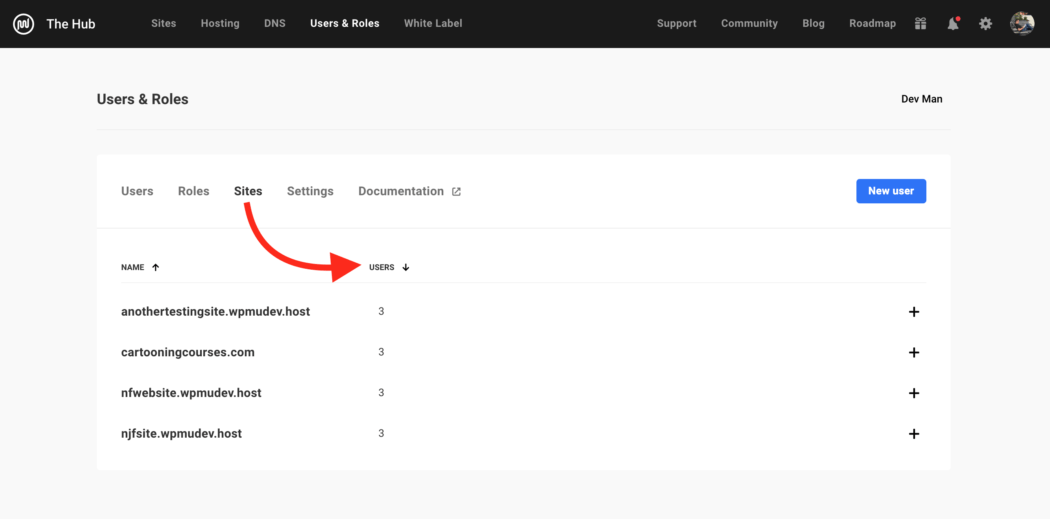 The Hub Sites Hosting DNS Users & Roles White Label Support Community Blog Roadmap
Users & Roles Dev Man
Users Roles Sites Settings Documentation New user
NAME USERS
anothertestingsite.wpmudev.host 3
cartooningcourses.com 3
nfwebsite.wpmudev.host 3
njfsite.wpmudev.host 3